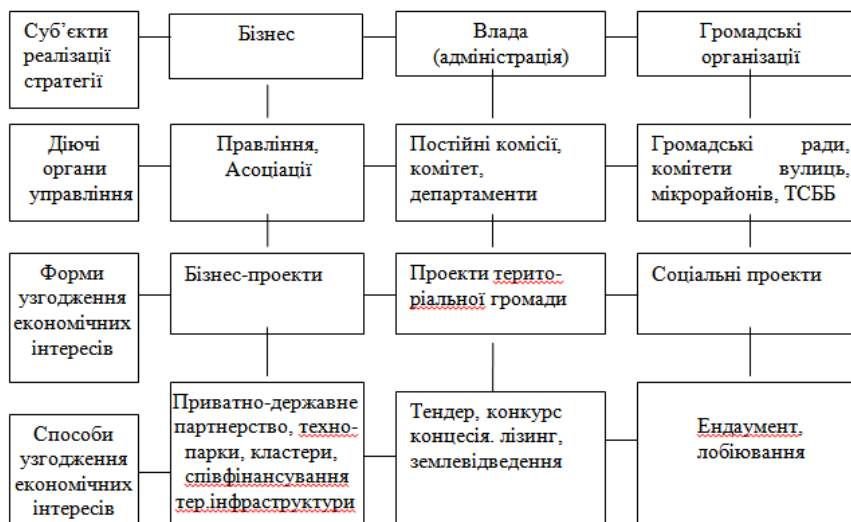 Суб’єкти
реалізації
стратегії
Бізнес
Влада
(адміністрація)
Громадські
організації
Діючі
органи
управління
Правління,
Асоціації
Постійні комісії,
комітет,
департаменти
Громадські ради,
комітети вулиць,
мікрорайонів, ТСББ
Форми
узгодження
економічних
інтересів
Бізнес-проекти
Проекти терито-
ріальної громади
Соціальні проекти
Способи
узгодження
економічних
інтересів
Приватно-державне
партнерство, техно-
парки, кластери,
співфінансування
тер.інфраструктури
Тендер, конкурс
концесія. лізинг,
землевідведення
Ендаумент,
лобіювання